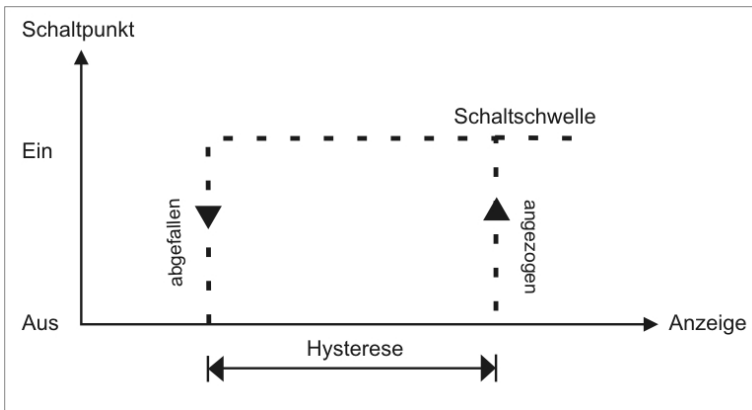 Schaltpunkt
Schaltschwelle
Ein
abgefallen
angezogen
Aus
Anzeige
Hysterese